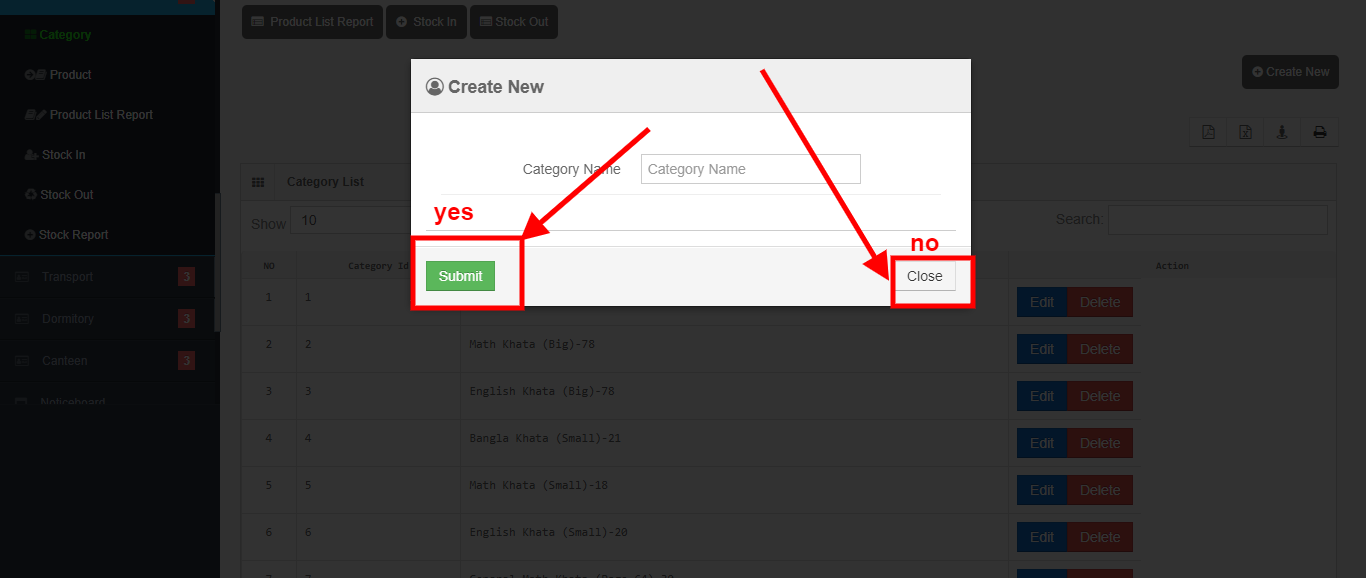 Category
Product
Product List Report
Stock In
Stock Out
Stock Report
Transport 3
Dormitory 3
Canteen 3
Noticeboard
Product List Report Stock In Stock Out
Create New
Category List
Show 10
Search:
NO Category Id Action
1 1 Edit Delete
2 2 Math Khata (Big)-78 Edit Delete
3 3 English Khata (Big)-78 Edit Delete
4 4 Bangla Khata (Small)-21 Edit Delete
5 5 Math Khata (Small)-18 Edit Delete
6 6 English Khata (Small)-20 Edit Delete
Create New
Category Name Category Name
yes
no
Submit Close